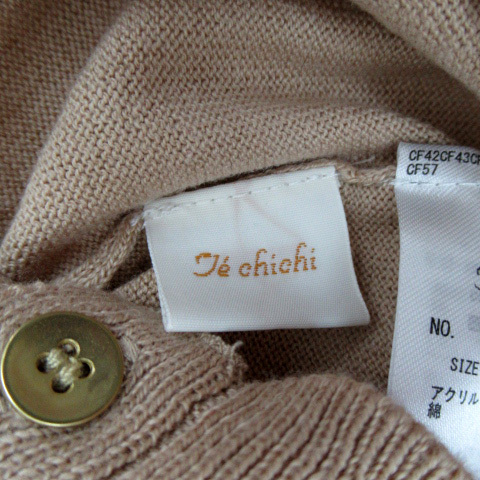 Té chichi
CF42CF43C
CF57
NO.
SIZE
アクリル
綿